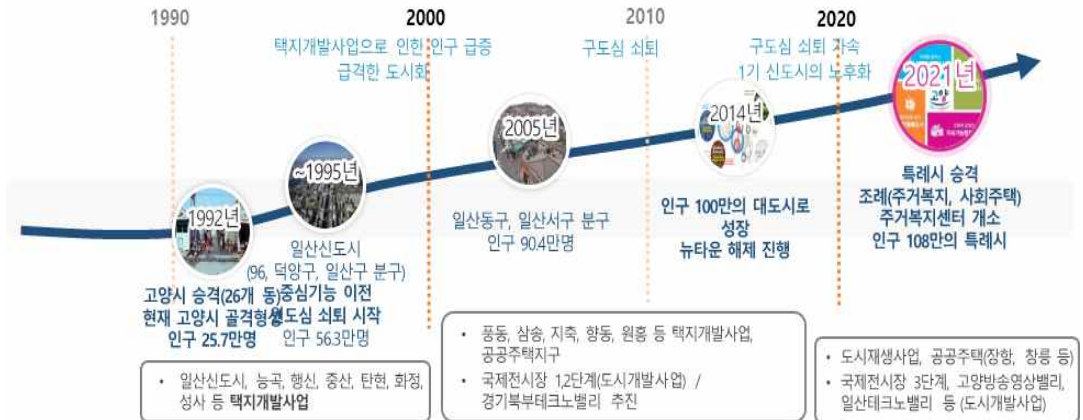 1990
2000
2010
2020
택지개발사업으로 인한 인구 급증
급격한 도시화
구도심 쇠퇴
구도심 쇠퇴 가속
1기 신도시의 노후화
1992년
고양시 승격(26개 동)
현재 고양시 골격형성
인구 25.7만명
~1995년
일산신도시
(96, 덕양구, 일산구 분구)
중심기능 이전
구도심 쇠퇴 시작
인구 56.3만명
2005년
일산동구, 일산서구 분구
인구 90.4만명
2014년
인구 100만의 대도시로
성장
뉴타운 해제 진행
2021년
고양
특례시 승격
조례(주거복지, 사회주택)
주거복지센터 개소
인구 108만의 특례시
• 일산신도시, 능곡, 행신, 중산, 탄현, 화정,
성사 등 택지개발사업
• 풍동, 삼송, 지축, 향동, 원흥 등 택지개발사업,
공공주택지구
• 국제전시장 1,2단계(도시개발사업) /
경기북부테크노밸리 추진
• 도시재생사업, 공공주택(장항, 창릉 등)
• 국제전시장 3단계, 고양방송영상밸리,
일산테크노밸리 등 (도시개발사업)